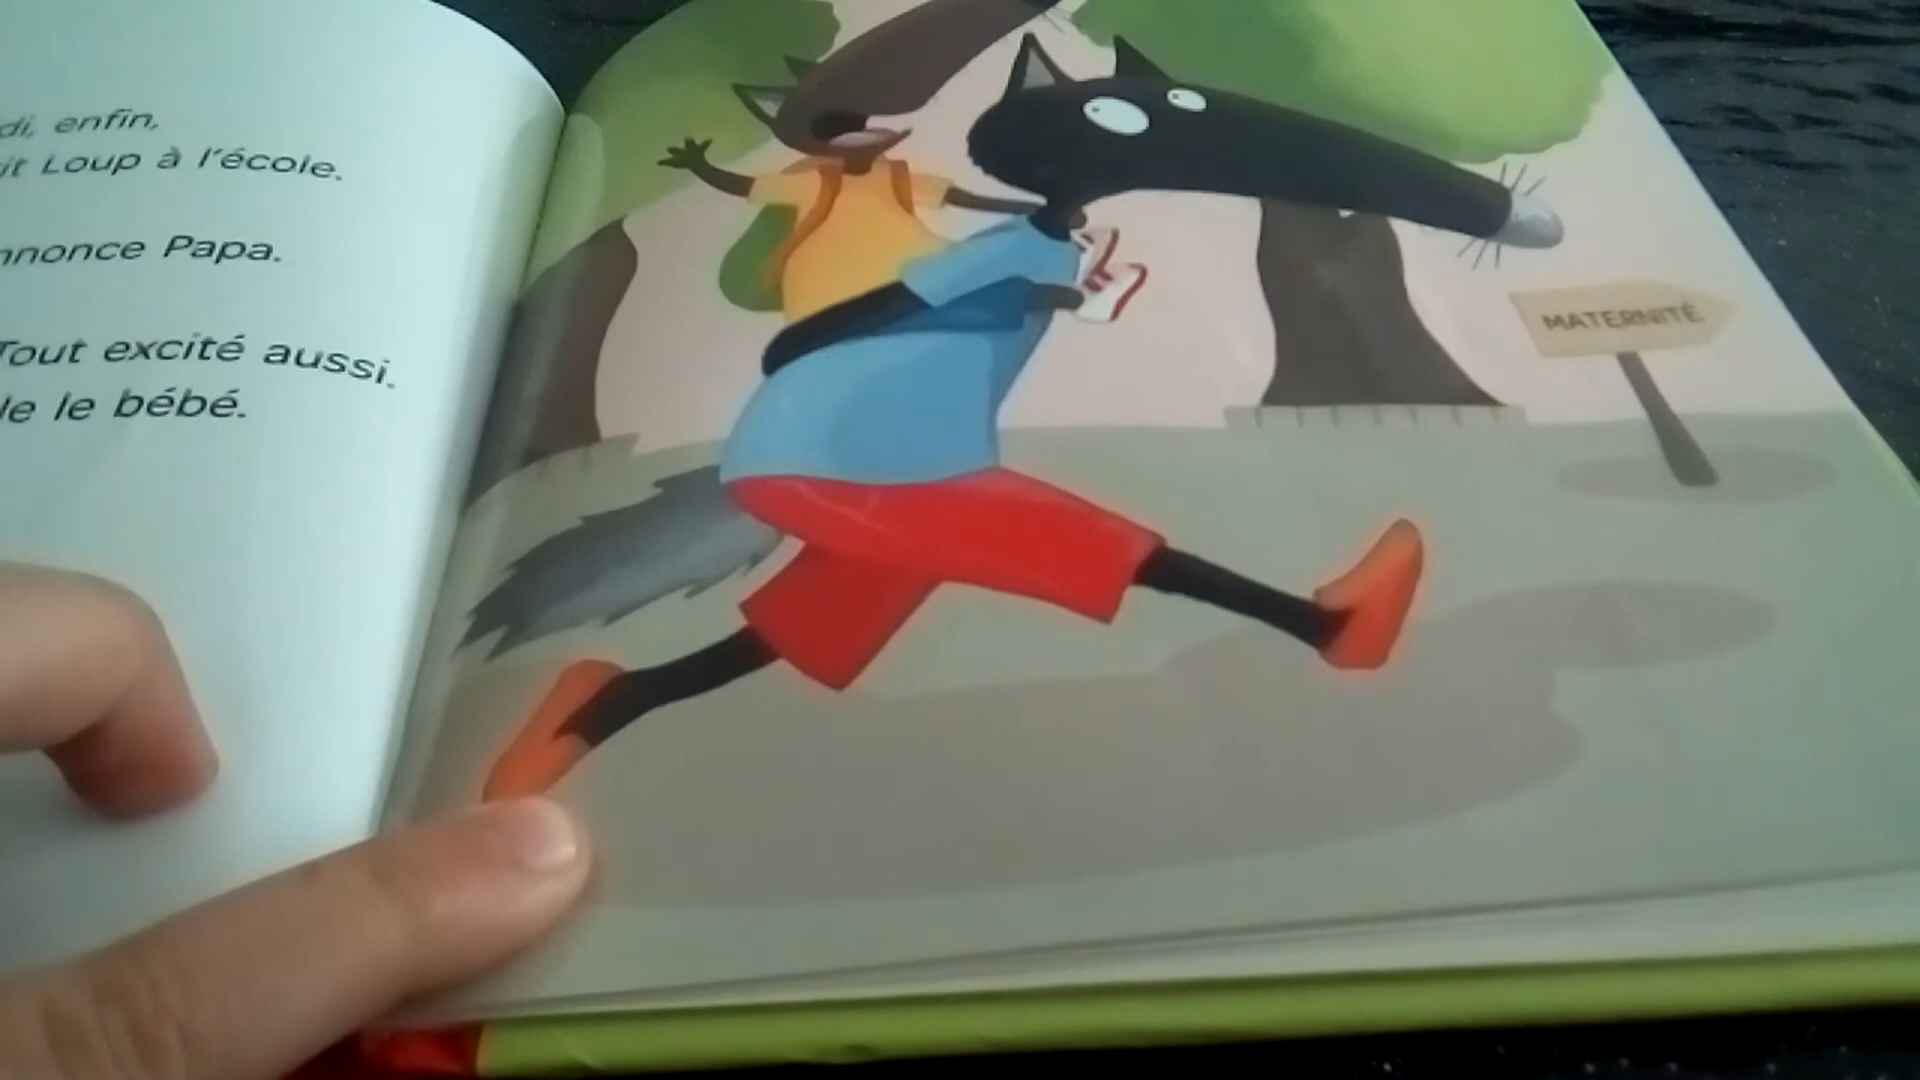 di, enfin,
it Loup à l'école.
nnonce Papa.
Tout excité aussi.
le le bébé.
MATERNITÉ